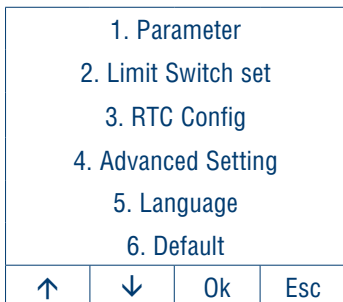 1. Parameter
2. Limit Switch set
3. RTC Config
4. Advanced Setting
5. Language
6. Default
↑ ↓ Ok Esc